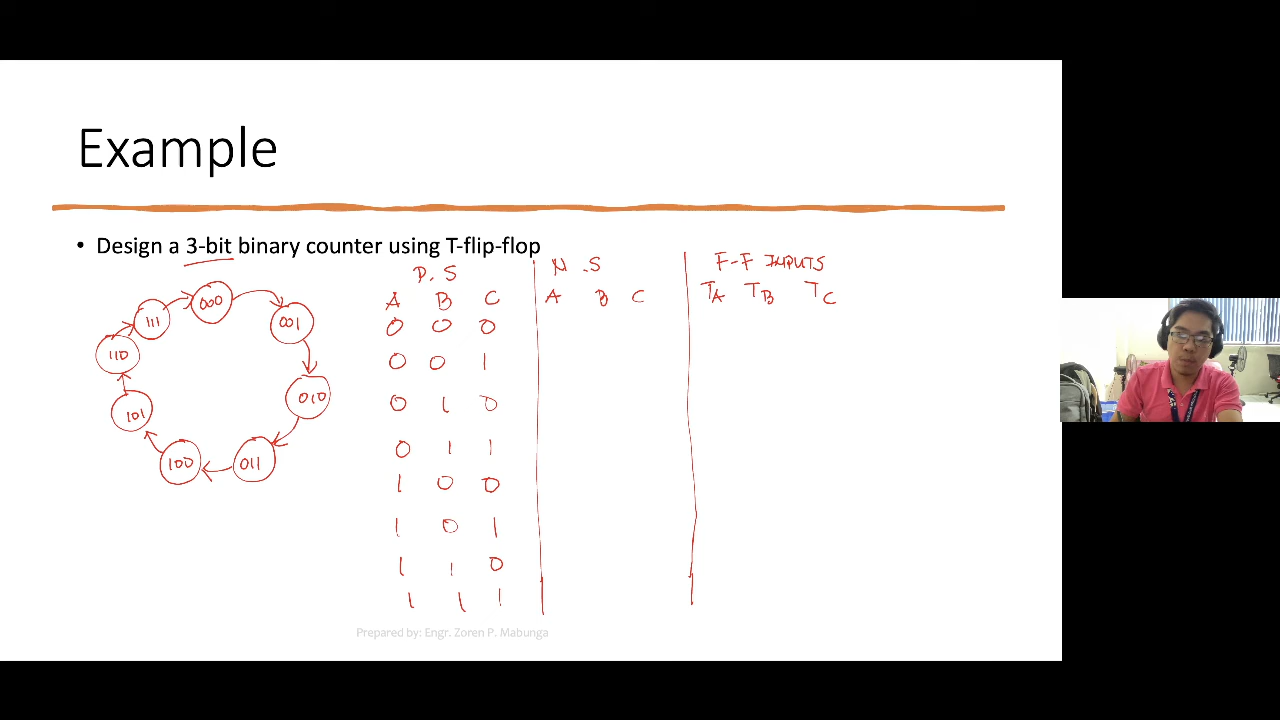 Example
• Design a 3-bit binary counter using T-flip-flop
P.S N.S F-F INPUTS
A B C A B C TA TB TC
0 0 0
0 0 1
0 1 0
0 1 1
1 0 0
1 0 1
1 1 0
1 1 1
000
001
010
011
100
101
110
111
Prepared by: Engr. Zoren P. Mabunga